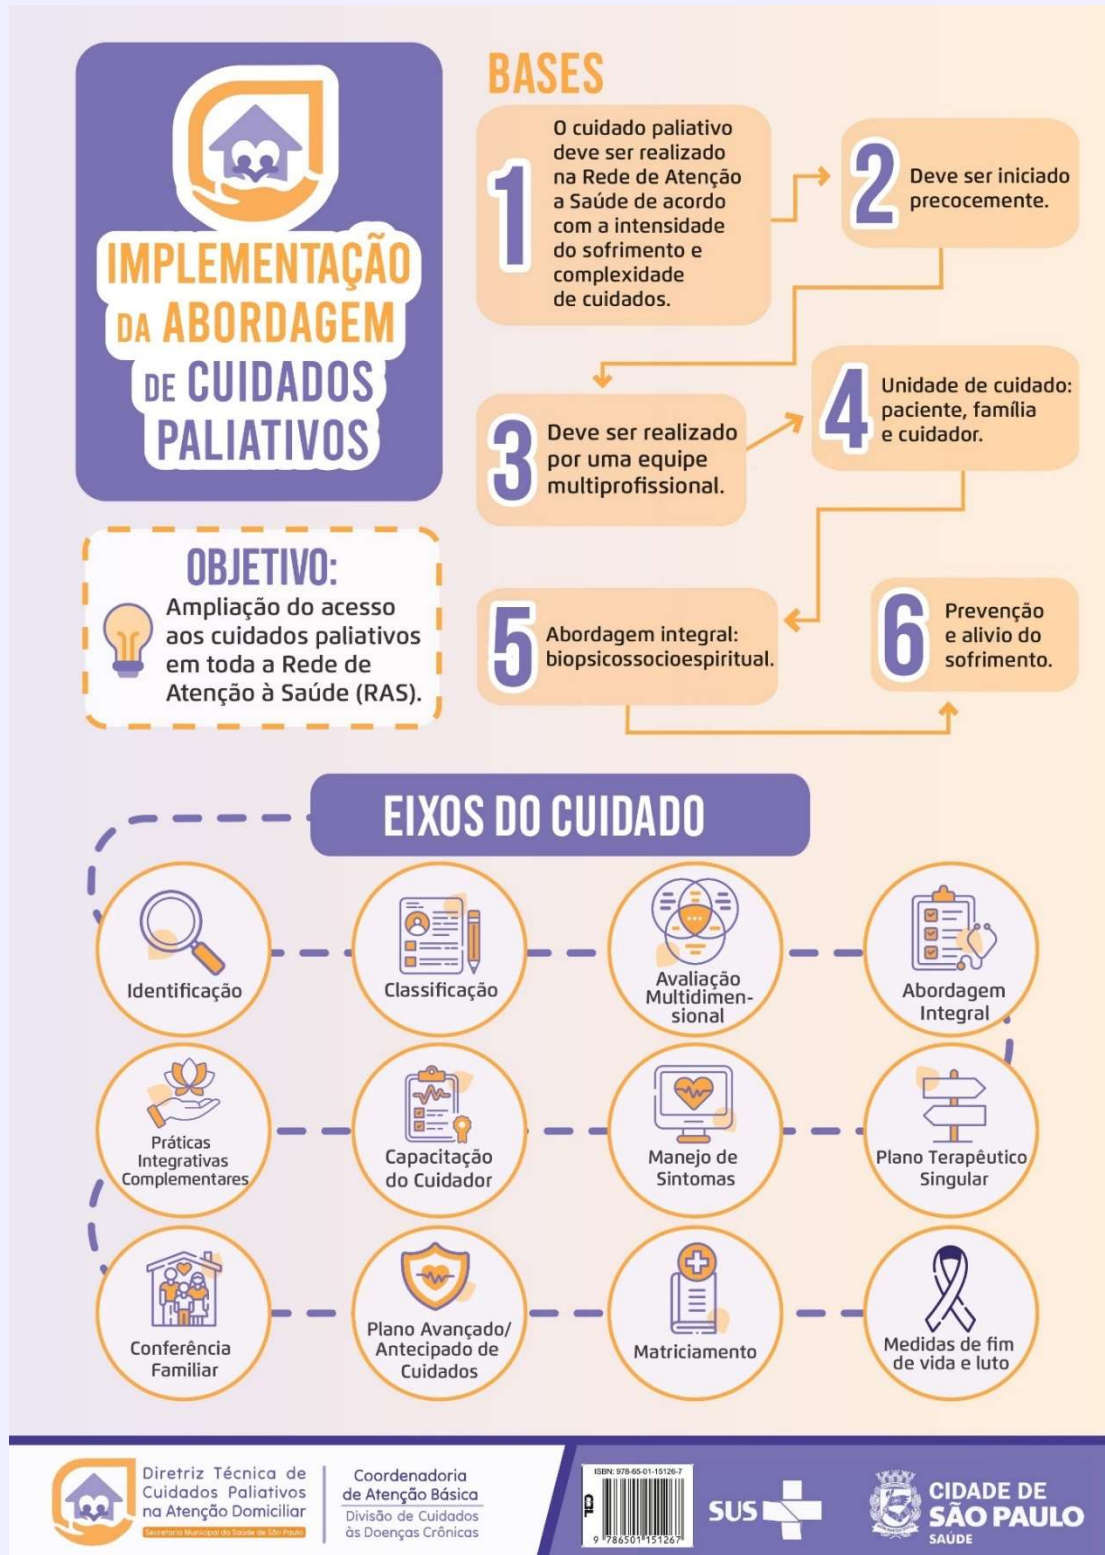 IMPLEMENTAÇÃO
DA ABORDAGEM
DE CUIDADOS
PALIATIVOS
OBJETIVO:
Ampliação do acesso
aos cuidados paliativos
em toda a Rede de
Atenção à Saúde (RAS).
BASES
1
O cuidado paliativo
deve ser realizado
na Rede de Atenção
a Saúde de acordo
com a intensidade
do sofrimento e
complexidade
de cuidados.
2
Deve ser iniciado
precocemente.
3
Deve ser realizado
por uma equipe
multiprofissional.
4
Unidade de cuidado:
paciente, família
e cuidador.
5
Abordagem integral:
biopsicossocioespiritual.
6
Prevenção
e alivio do
sofrimento.
EIXOS DO CUIDADO
Identificação
Classificação
Avaliação
Multidimen-
sional
Abordagem
Integral
Práticas
Integrativas
Complementares
Capacitação
do Cuidador
Manejo de
Sintomas
Plano Terapêutico
Singular
Conferência
Familiar
Plano Avançado/
Antecipado de
Cuidados
Matriciamento
Medidas de fim
de vida e luto
Diretriz Técnica de
Cuidados Paliativos
na Atenção Domiciliar
Secretaria Municipal da Saúde de São Paulo
Coordenadoria
de Atenção Básica
Divisão de Cuidados
às Doenças Crônicas
ISBN: 978-65-01-15126-7
CBL
9 786501 151267
SUS
CIDADE DE
SÃO PAULO
SAÚDE